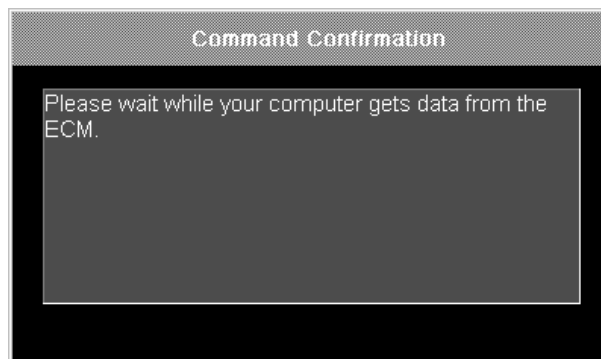 Command Confirmation
Please wait while your computer gets data from the
ECM.